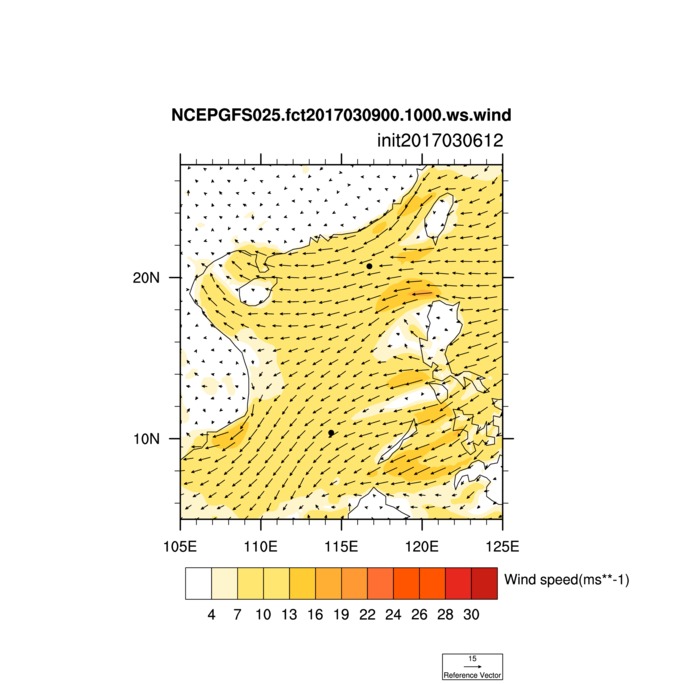 NCEPGFS025.fct2017030900.1000.ws.wind
init2017030612
20N
10N
105E 110E 115E 120E 125E
Wind speed(ms**-1)
4 7 10 13 16 19 22 24 26 28 30
15
Reference Vector